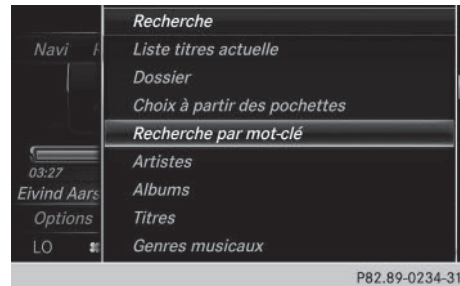 Recherche
Navi
Liste titres actuelle
Dossier
Choix à partir des pochettes
Recherche par mot-clé
03:27
Artistes
Eivind Aars
Albums
Options
Titres
LO
Genres musicaux
P82.89-0234-31